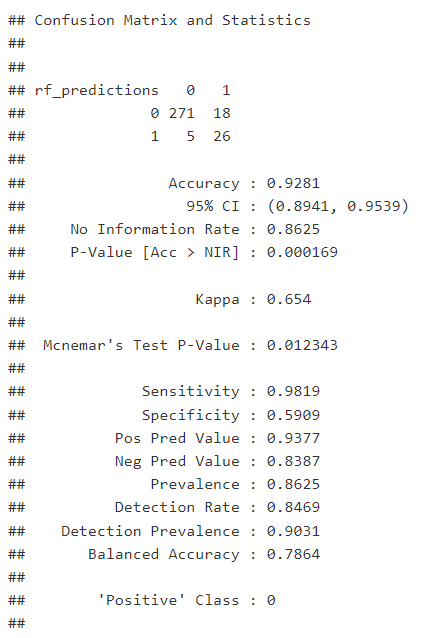 ## Confusion Matrix and Statistics
##
##
## rf_predictions   0   1
##              0 271  18
##              1   5  26
##
##                Accuracy : 0.9281
##                  95% CI : (0.8941, 0.9539)
##     No Information Rate : 0.8625
##     P-Value [Acc > NIR] : 0.000169
##
##                   Kappa : 0.654
##
##  Mcnemar's Test P-Value : 0.012343
##
##             Sensitivity : 0.9819
##             Specificity : 0.5909
##          Pos Pred Value : 0.9377
##          Neg Pred Value : 0.8387
##              Prevalence : 0.8625
##          Detection Rate : 0.8469
##    Detection Prevalence : 0.9031
##       Balanced Accuracy : 0.7864
##
##        'Positive' Class : 0
##